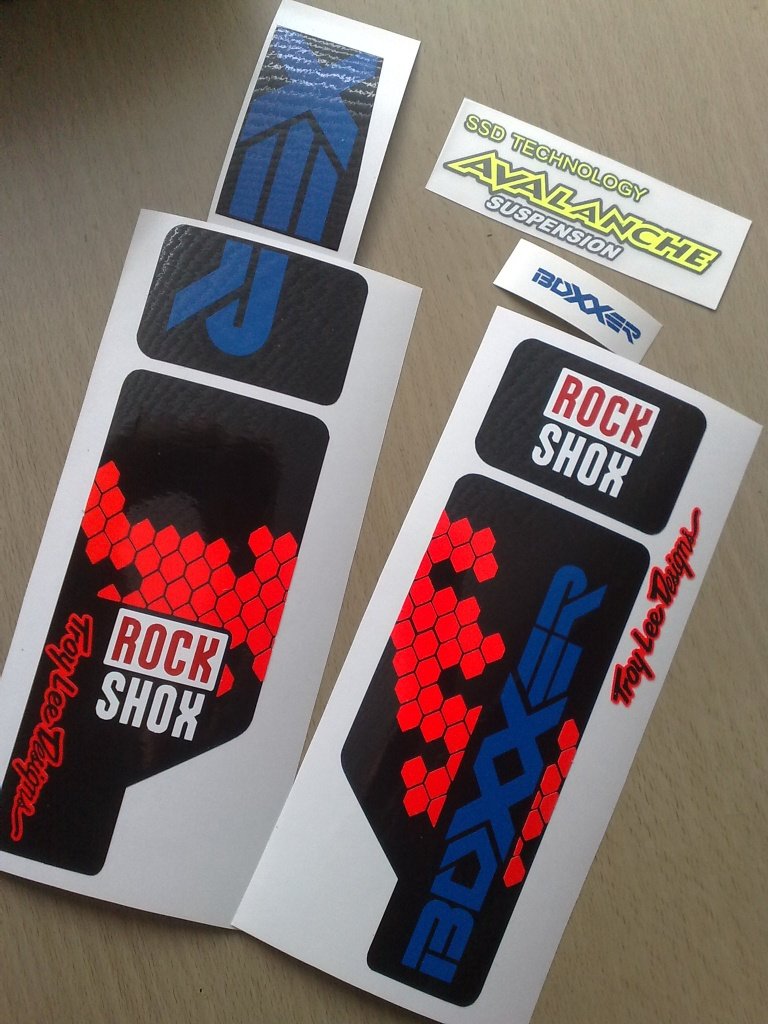 SSD TECHNOLOGY
AVALANCHE
SUSPENSION
BOXXER
ROCK
SHOX
Troy Lee Designs
BOXXER
ROCK
SHOX
Troy Lee Designs